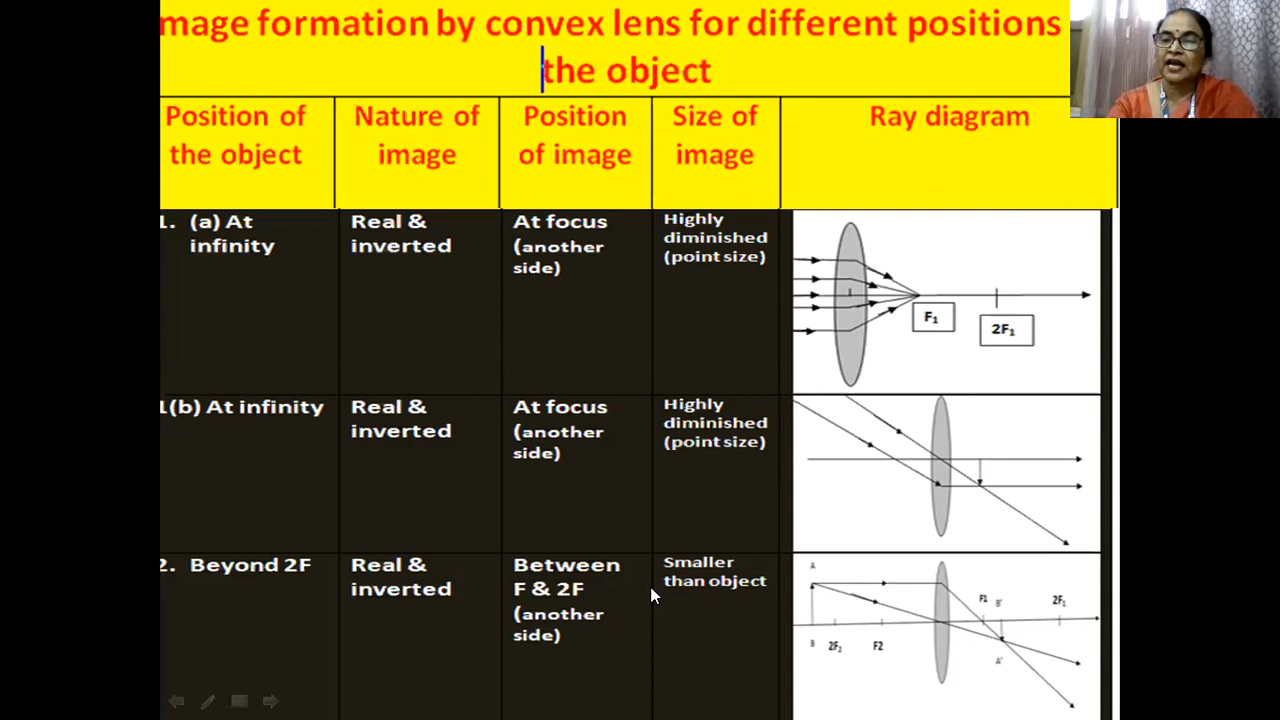 mage formation by convex lens for different positions
the object
Position of
the object
Nature of
image
Position
of image
Size of
image
Ray diagram
1. (a) At
infinity
Real &
inverted
At focus
(another
side)
Highly
diminished
(point size)
F1
2F1
1(b) At infinity
Real &
inverted
At focus
(another
side)
Highly
diminished
(point size)
2. Beyond 2F
Real &
inverted
Between
F & 2F
(another
side)
Smaller
than object
A
F1
B'
2F1
B
2F2
F2
A'